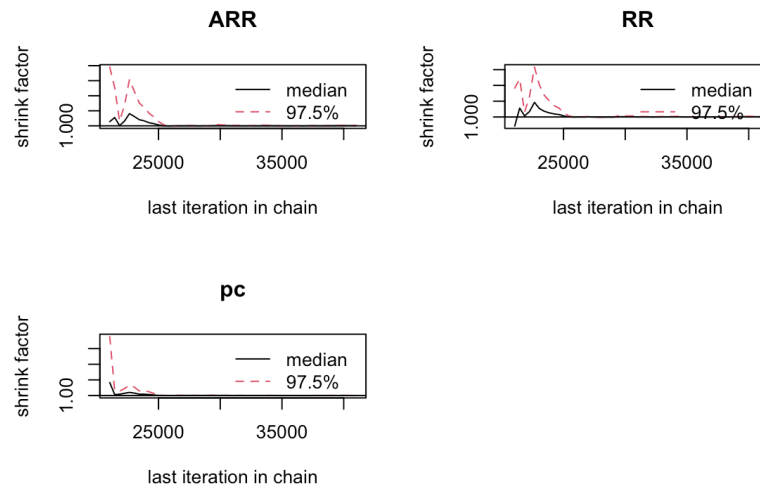 ARR
shrink factor
1.000
median
97.5%
25000
35000
last iteration in chain
RR
shrink factor
1.000
median
97.5%
25000
35000
last iteration in chain
pc
shrink factor
1.00
median
97.5%
25000
35000
last iteration in chain